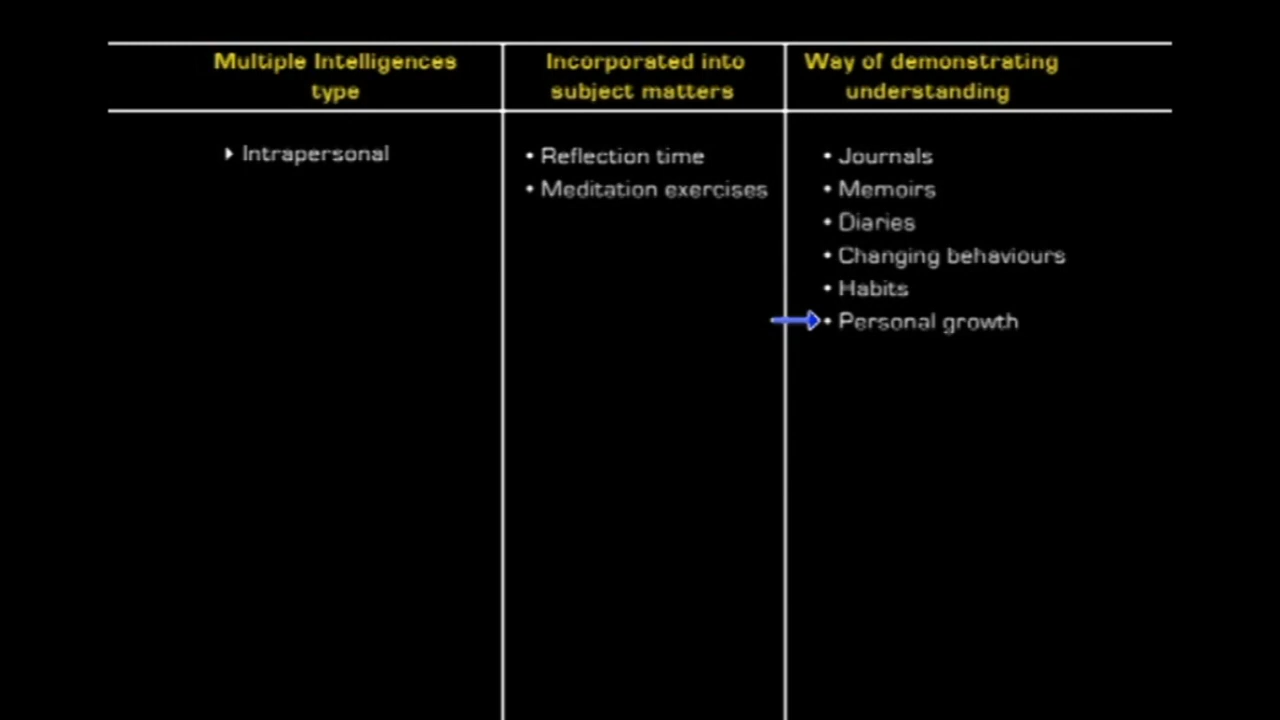 Multiple Intelligences
type
Incorporated into
subject matters
Way of demonstrating
understanding
Intrapersonal
• Reflection time
• Meditation exercises
• Journals
• Memoirs
• Diaries
• Changing behaviours
• Habits
• Personal growth